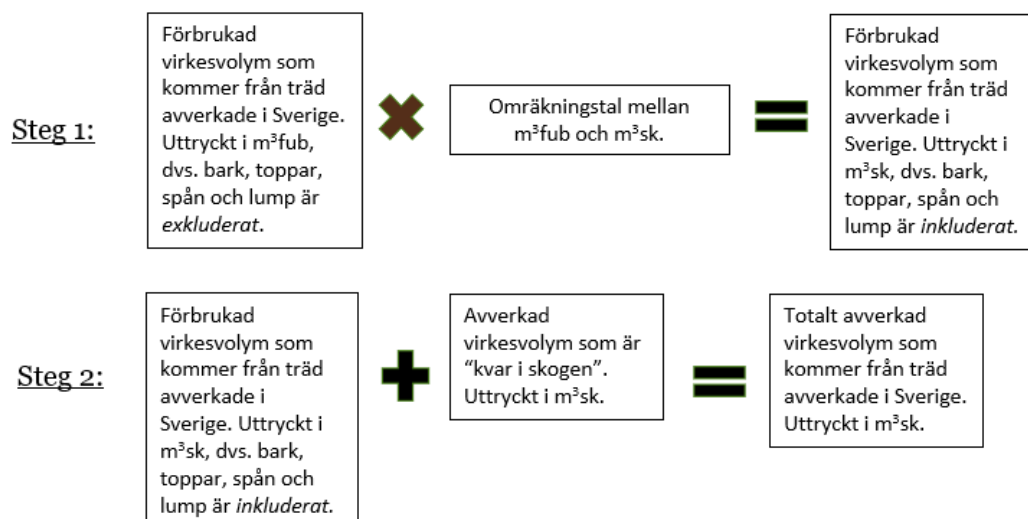 Steg 1:
Förbrukad
virkesvolym som
kommer från träd
avverkade i Sverige.
Uttryckt i m³fub,
dvs. bark, toppar,
spån och lump är
exkluderat.
Omräkningstal mellan
m³fub och m³sk.
Förbrukad
virkesvolym som
kommer från träd
avverkade i
Sverige. Uttryckt i
m³sk, dvs. bark,
toppar, spån och
lump är inkluderat.
Steg 2:
Förbrukad
virkesvolym som
kommer från träd
avverkade i
Sverige. Uttryckt i
m³sk, dvs. bark,
toppar, spån och
lump är inkluderat.
Avverkad
virkesvolym som är
“kvar i skogen”.
Uttryckt i m³sk.
Totalt avverkad
virkesvolym som
kommer från träd
avverkade i Sverige.
Uttryckt i m³sk.